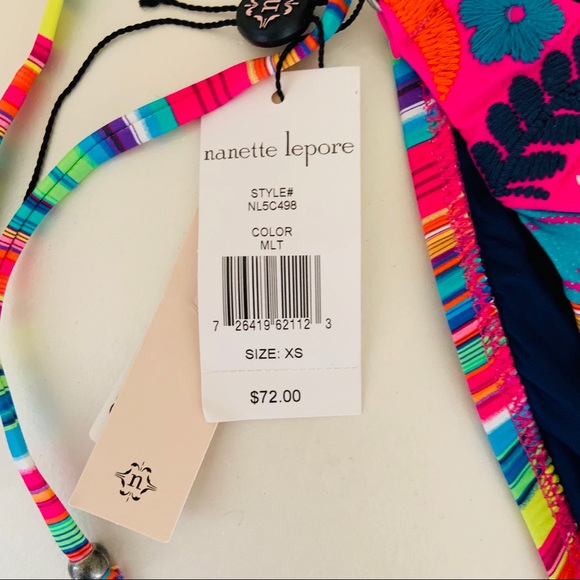 n
nanette lepore
STYLE#
NL5C498
COLOR
MLT
7 26419 62112 3
SIZE: XS
$72.00
n